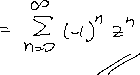 = ∞∑n=0 (-1)^n z^n